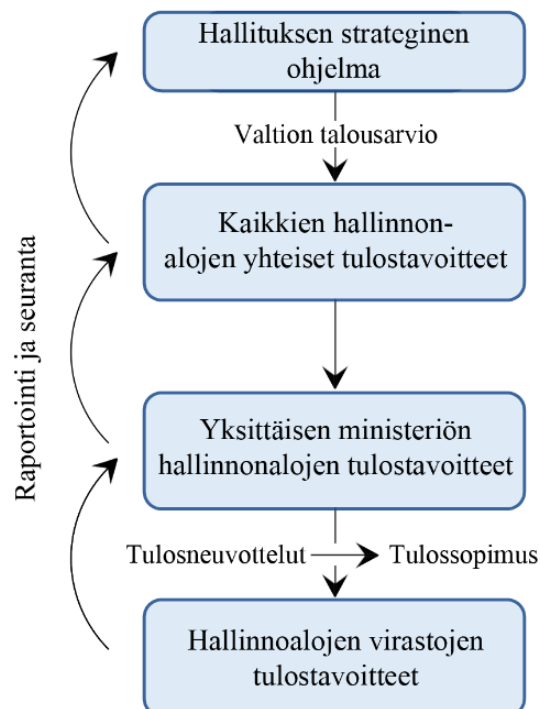 Hallituksen strateginen
ohjelma
Valtion talousarvio
Kaikkien hallinnon-
alojen yhteiset tulostavoitteet
Raportointi ja seuranta
Yksittäisen ministeriön
hallinnonalojen tulostavoitteet
Tulosneuvottelut
Tulossopimus
Hallinnoalojen virastojen
tulostavoitteet